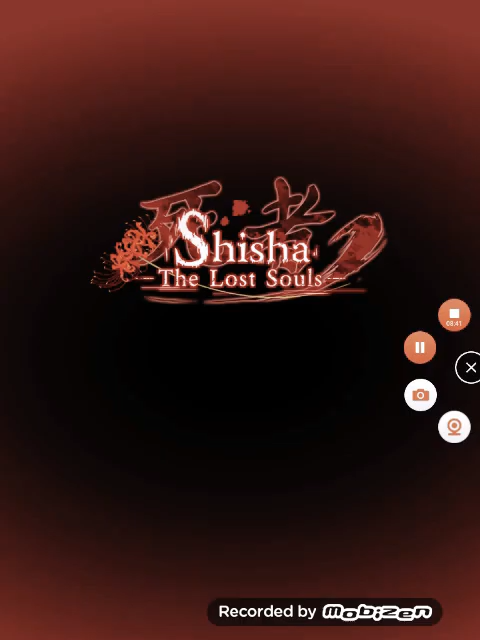 死者
Shisha
The Lost Souls
08:41
Recorded by mobizen